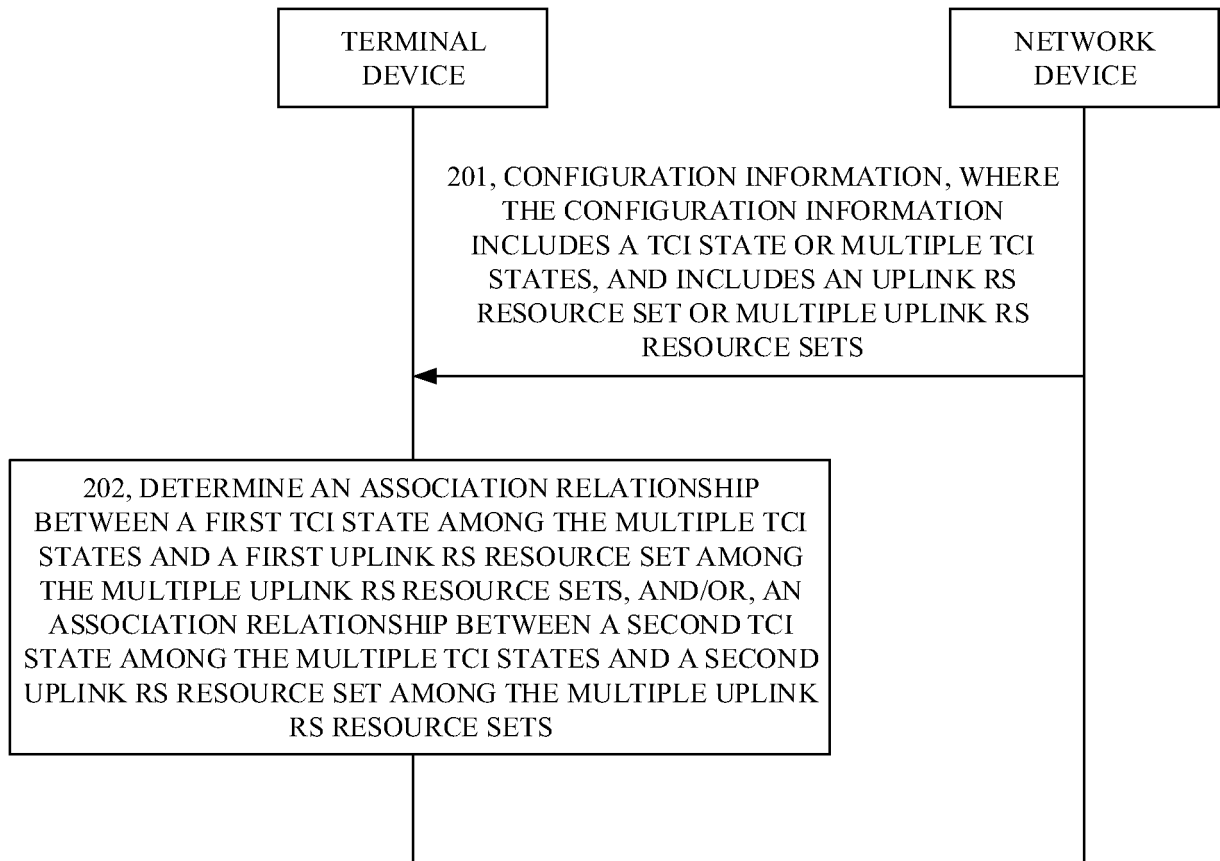 TERMINAL
DEVICE
NETWORK
DEVICE
201, CONFIGURATION INFORMATION, WHERE
THE CONFIGURATION INFORMATION
INCLUDES A TCI STATE OR MULTIPLE TCI
STATES, AND INCLUDES AN UPLINK RS
RESOURCE SET OR MULTIPLE UPLINK RS
RESOURCE SETS
202, DETERMINE AN ASSOCIATION RELATIONSHIP
BETWEEN A FIRST TCI STATE AMONG THE MULTIPLE TCI
STATES AND A FIRST UPLINK RS RESOURCE SET AMONG
THE MULTIPLE UPLINK RS RESOURCE SETS, AND/OR, AN
ASSOCIATION RELATIONSHIP BETWEEN A SECOND TCI
STATE AMONG THE MULTIPLE TCI STATES AND A SECOND
UPLINK RS RESOURCE SET AMONG THE MULTIPLE UPLINK
RS RESOURCE SETS